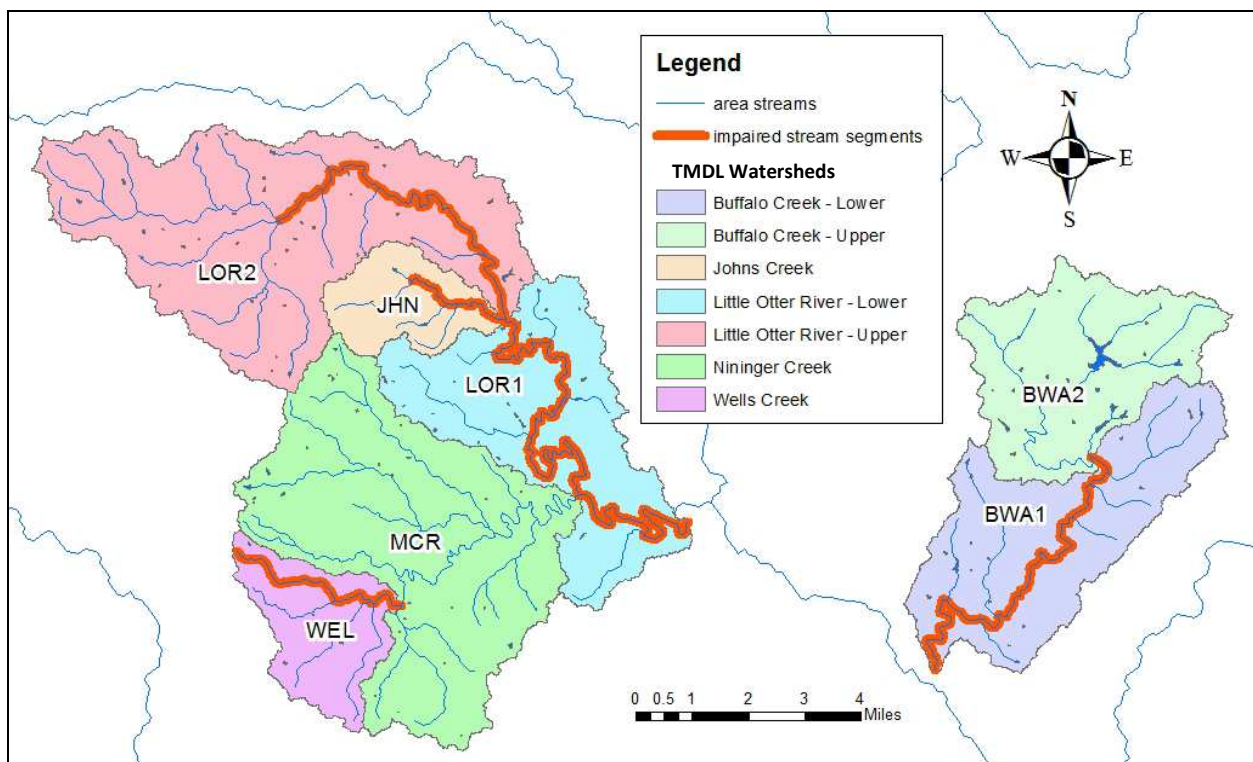 Legend
area streams
impaired stream segments
TMDL Watersheds
Buffalo Creek - Lower
Buffalo Creek - Upper
Johns Creek
Little Otter River - Lower
Little Otter River - Upper
Nininger Creek
Wells Creek
N
W E
S
LOR2
JHN
LOR1
MCR
WEL
BWA2
BWA1
0 0.5 1 2 3 4
Miles